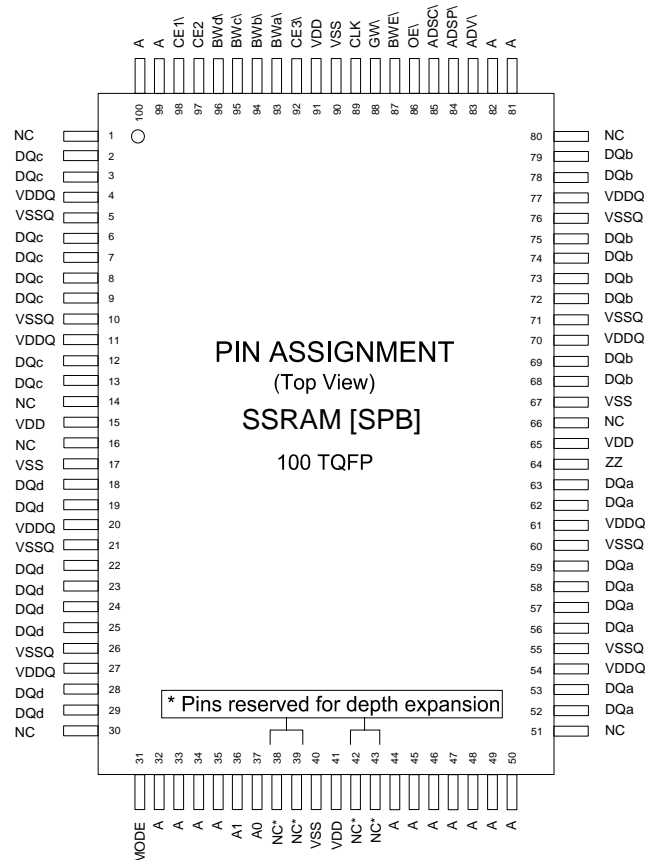 A A CE1\ CE2 BWd\ BWc\ BWb\ BWa\ CE3\ VDD VSS CLK GW\ BWE\ OE\ ADSC\ ADSP\ ADV\ A A
100 99 98 97 96 95 94 93 92 91 90 89 88 87 86 85 84 83 82 81
NC 1 80 NC
DQc 2 79 DQb
DQc 3 78 DQb
VDDQ 4 77 VDDQ
VSSQ 5 76 VSSQ
DQc 6 75 DQb
DQc 7 74 DQb
DQc 8 73 DQb
DQc 9 72 DQb
VSSQ 10 71 VSSQ
VDDQ 11 70 VDDQ
DQc 12 69 DQb
DQc 13 68 DQb
NC 14 67 VSS
VDD 15 66 NC
NC 16 65 VDD
VSS 17 64 ZZ
DQd 18 63 DQa
DQd 19 62 DQa
VDDQ 20 61 VDDQ
VSSQ 21 60 VSSQ
DQd 22 59 DQa
DQd 23 58 DQa
DQd 24 57 DQa
DQd 25 56 DQa
VSSQ 26 55 VSSQ
VDDQ 27 54 VDDQ
DQd 28 53 DQa
DQd 29 52 DQa
NC 30 51 NC
PIN ASSIGNMENT
(Top View)
SSRAM [SPB]
100 TQFP
* Pins reserved for depth expansion
31 32 33 34 35 36 37 38 39 40 41 42 43 44 45 46 47 48 49 50
MODE A A A A A1 A0 NC* NC* VSS VDD NC* NC* A A A A A A A